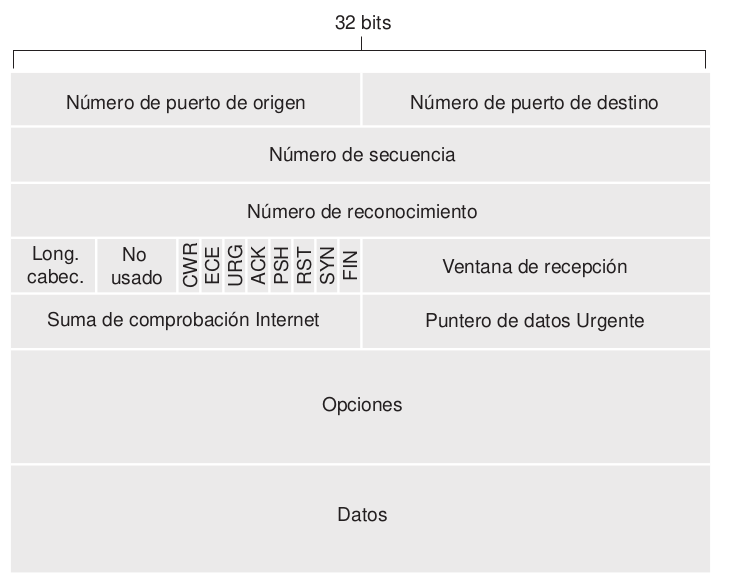 32 bits
Número de puerto de origen
Número de puerto de destino
Número de secuencia
Número de reconocimiento
Long.
cabec.
No
usado
CWR
ECE
URG
ACK
PSH
RST
SYN
FIN
Ventana de recepción
Suma de comprobación Internet
Puntero de datos Urgente
Opciones
Datos